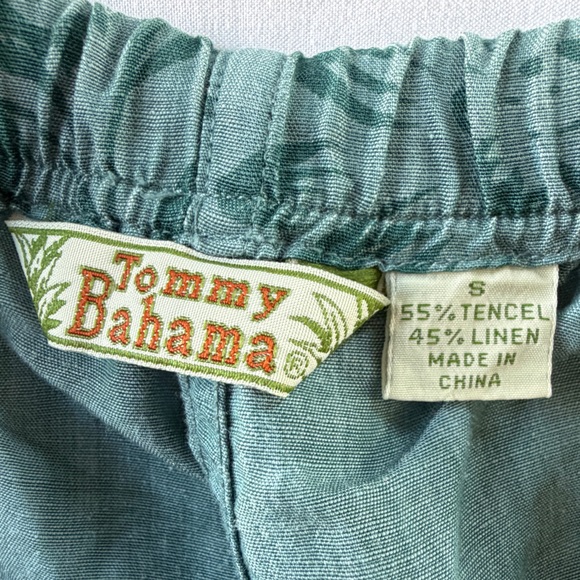 Tommy
Bahama®
S
55% TENCEL
45% LINEN
MADE IN
CHINA